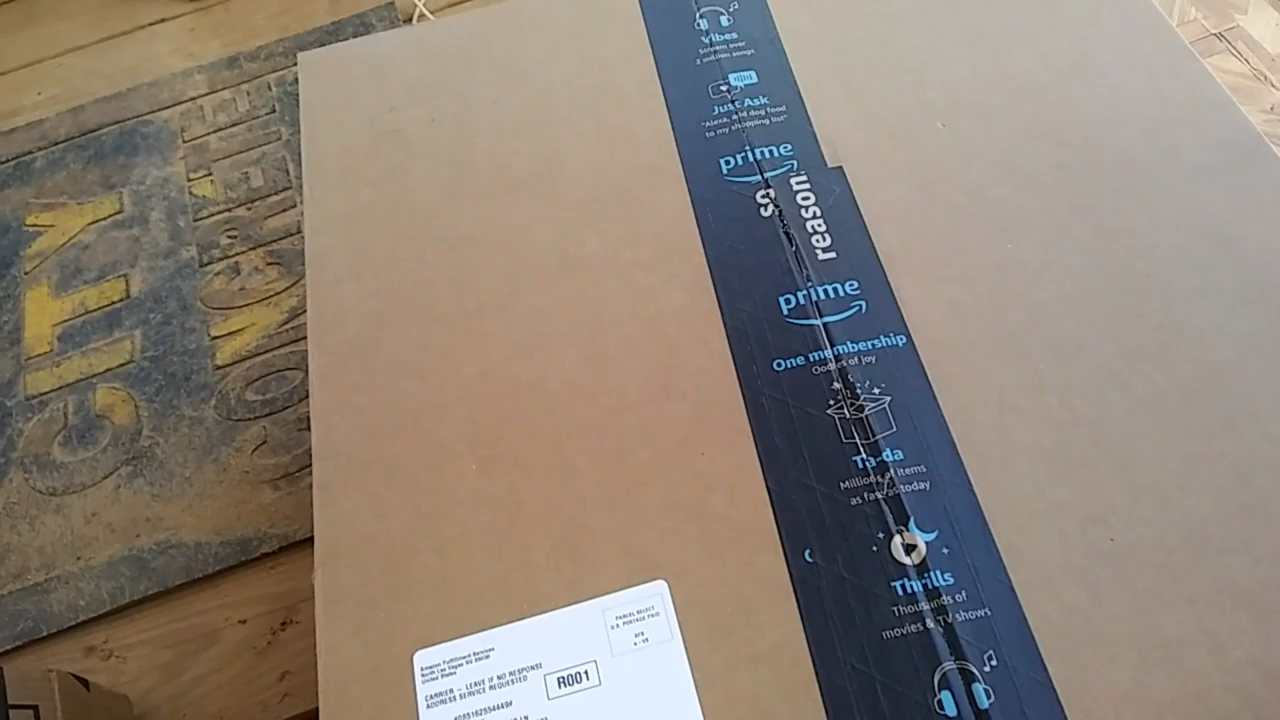 CITY
CONCRÉTÉ
Vibes
Stream over
2 million songs
Just Ask
"Alexa, add dog food
to my shopping list"
prime
so
reason
prime
One membership
Oodles of joy
Ta-da
Millions of items
as fast as today
Thrills
Thousands of
movies & TV shows
PARCEL SELECT
U.S. POSTAGE PAID
AFS
Amazon Fulfillment Services
North Las Vegas NV
United States
CARRIER – LEAVE IF NO RESPONSE
ADDRESS SERVICE REQUESTED
R001